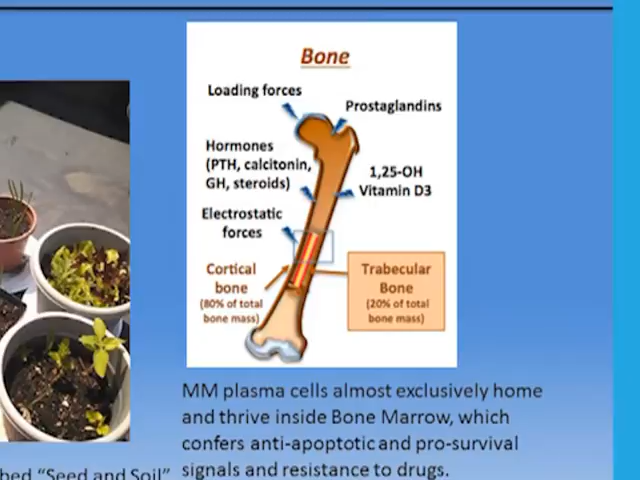 Bone
Loading forces
Prostaglandins
Hormones
(PTH, calcitonin,
GH, steroids)
1,25-OH
Vitamin D3
Electrostatic
forces
Cortical
bone
(80% of total
bone mass)
Trabecular
Bone
(20% of total
bone mass)
MM plasma cells almost exclusively home
and thrive inside Bone Marrow, which
confers anti-apoptotic and pro-survival
signals and resistance to drugs.
bed “Seed and Soil”